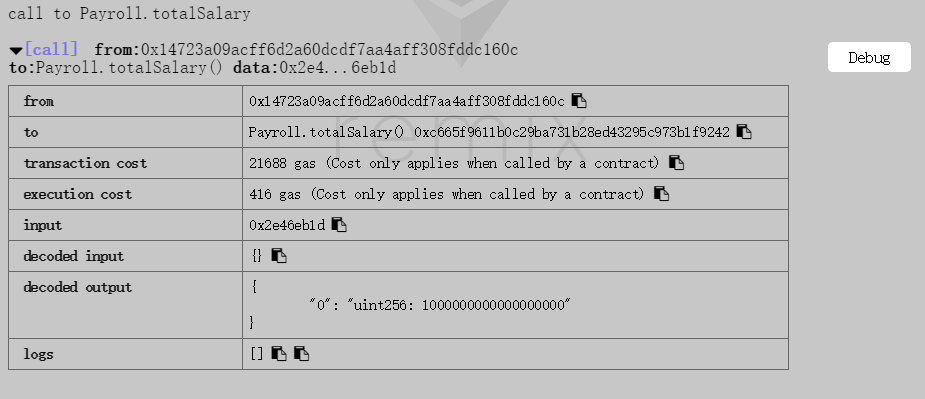 call to Payroll.totalSalary
[call] from:0x14723a09acff6d2a60dcdf7aa4aff308fddc160c
to:Payroll.totalSalary() data:0x2e4...6eb1d
Debug
from 0x14723a09acff6d2a60dcdf7aa4aff308fddc160c
to Payroll.totalSalary() 0xc665f9611b0c29ba731b28ed43295c973b1f9242
transaction cost 21688 gas (Cost only applies when called by a contract)
execution cost 416 gas (Cost only applies when called by a contract)
input 0x2e46eb1d
decoded input {}
decoded output {
"0": "uint256: 1000000000000000000"
}
logs []
remix